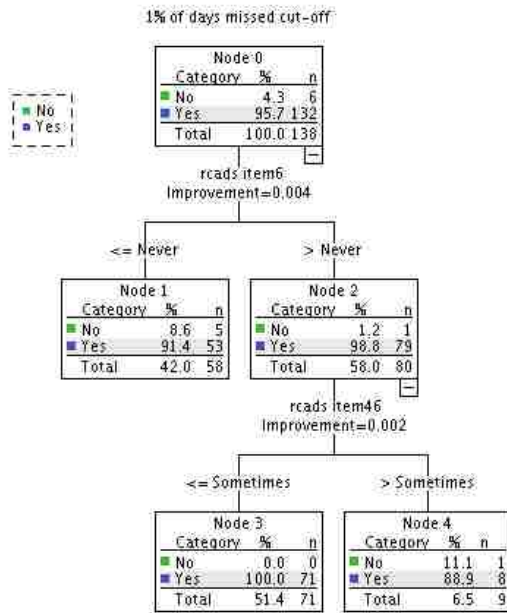 1% of days missed cut-off
No
Yes
Node 0
Category % n
No 4.3 6
Yes 95.7 132
Total 100.0 138
rcads item6
Improvement=0.004
<= Never
> Never
Node 1
Category % n
No 8.6 5
Yes 91.4 53
Total 42.0 58
Node 2
Category % n
No 1.2 1
Yes 98.8 79
Total 58.0 80
rcads item46
Improvement=0.002
<= Sometimes
> Sometimes
Node 3
Category % n
No 0.0 0
Yes 100.0 71
Total 51.4 71
Node 4
Category % n
No 11.1 1
Yes 88.9 8
Total 6.5 9